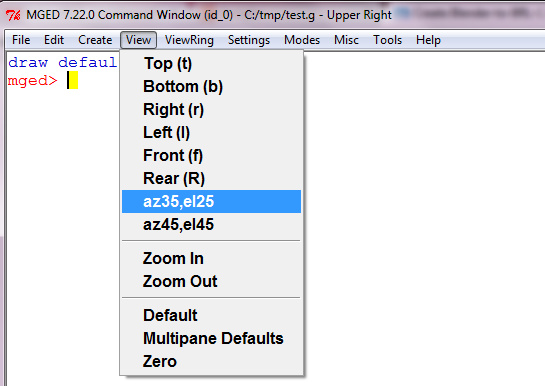 MGED 7.22.0 Command Window (id_0) - C:/tmp/test.g - Upper Right
File Edit Create View ViewRing Settings Modes Misc Tools Help
draw defaul
mged>
Top (t)
Bottom (b)
Right (r)
Left (l)
Front (f)
Rear (R)
az35,el25
az45,el45
Zoom In
Zoom Out
Default
Multipane Defaults
Zero